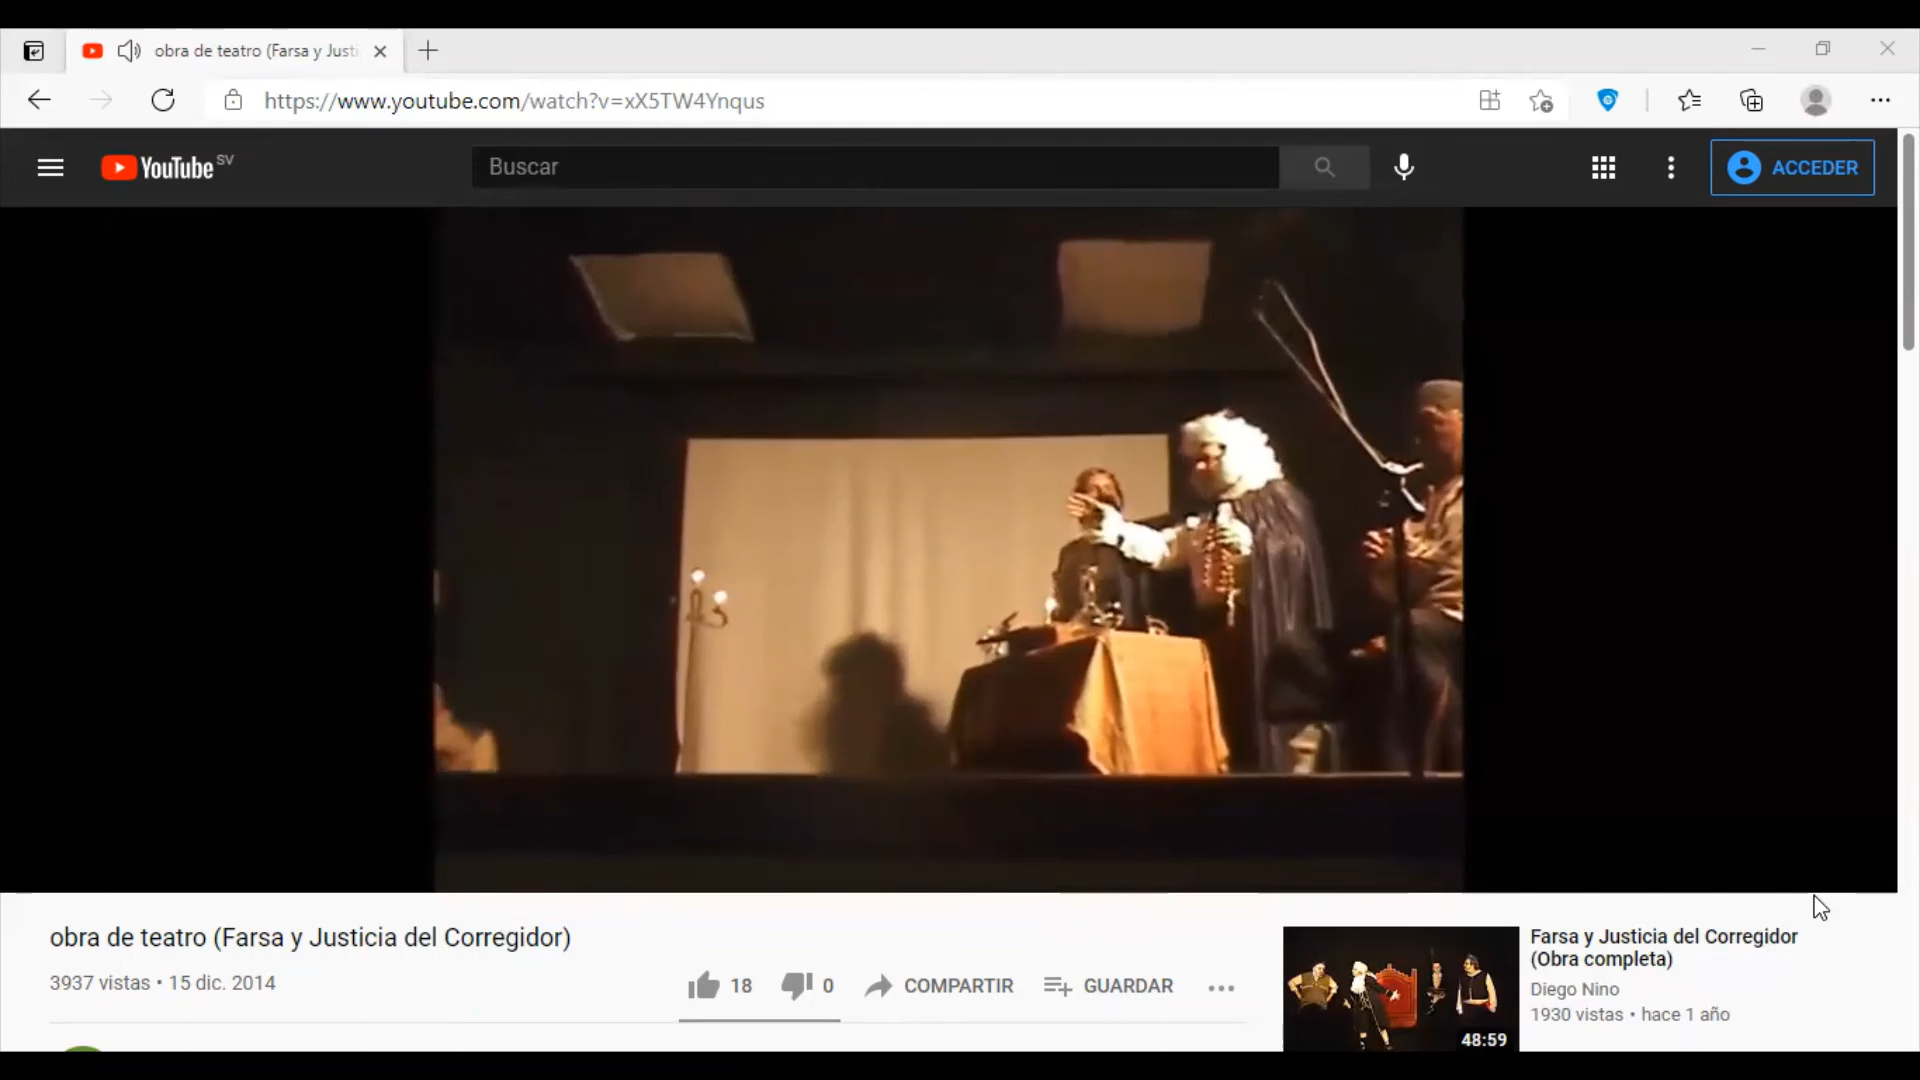 obra de teatro (Farsa y Justi
https://www.youtube.com/watch?v=xX5TW4Ynqus
YouTube SV
Buscar
ACCEDER
obra de teatro (Farsa y Justicia del Corregidor)
3937 vistas • 15 dic. 2014
18
0
COMPARTIR
GUARDAR
Farsa y Justicia del Corregidor
(Obra completa)
Diego Nino
1930 vistas • hace 1 año
48:59